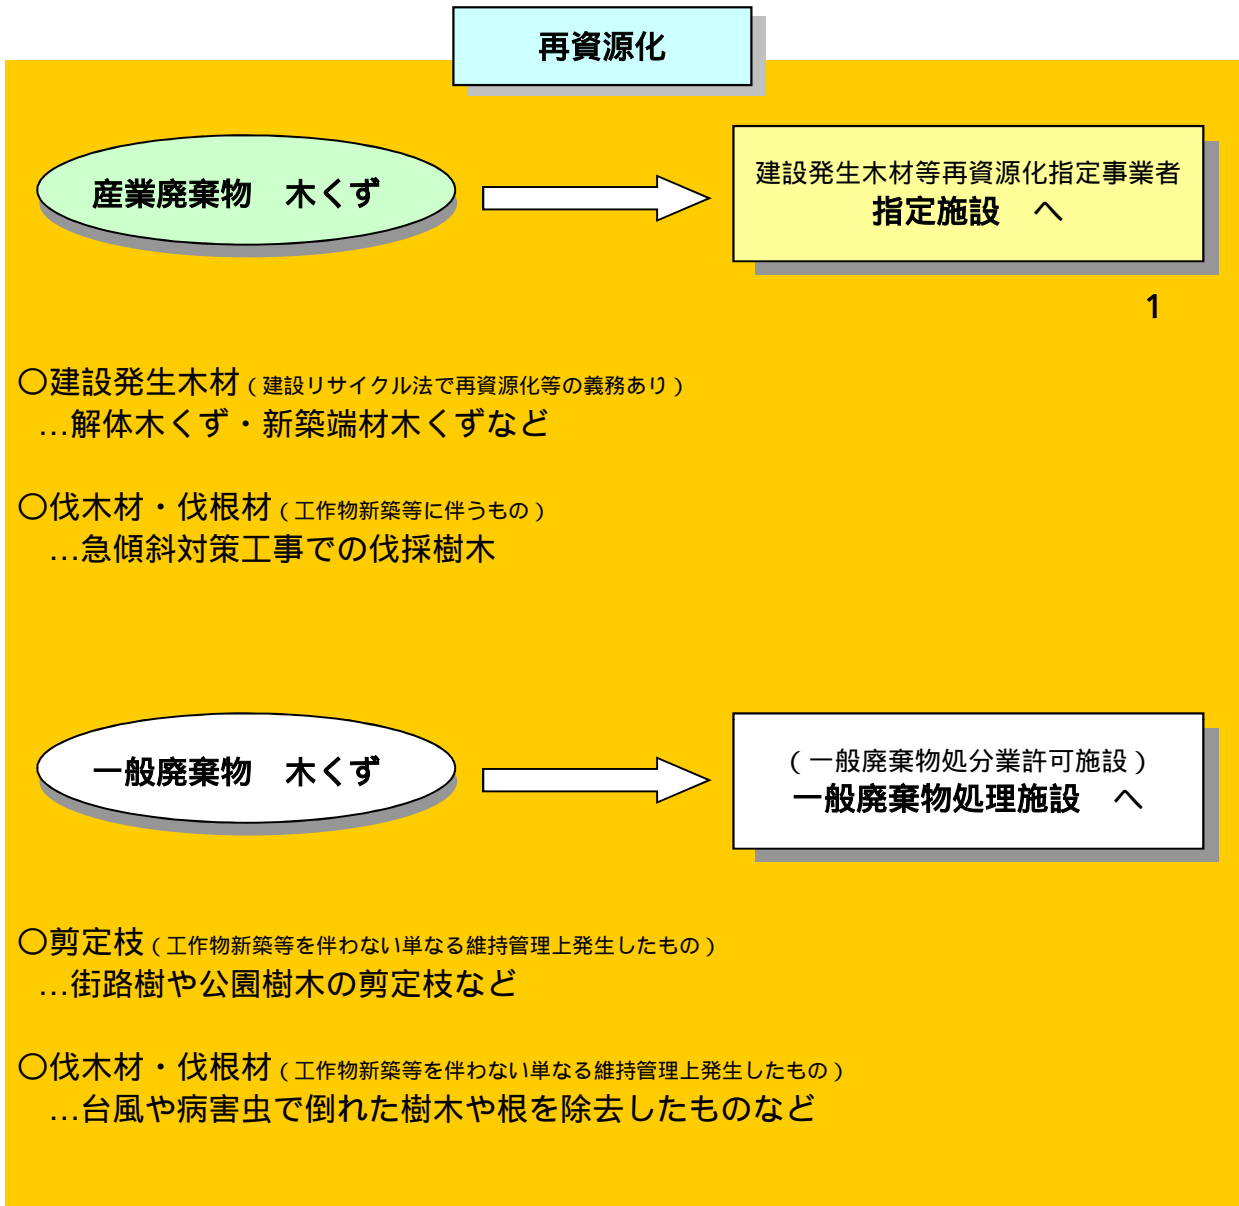 再資源化
産業廃棄物　木くず
建設発生木材等再資源化指定事業者
指定施設　へ
1
〇建設発生木材（建設リサイクル法で再資源化等の義務あり）
…解体木くず・新築端材木くずなど
〇伐木材・伐根材（工作物新築等に伴うもの）
…急傾斜対策工事での伐採樹木
一般廃棄物　木くず
（一般廃棄物処分業許可施設）
一般廃棄物処理施設　へ
〇剪定枝（工作物新築等を伴わない単なる維持管理上発生したもの）
…街路樹や公園樹木の剪定枝など
〇伐木材・伐根材（工作物新築等を伴わない単なる維持管理上発生したもの）
…台風や病害虫で倒れた樹木や根を除去したものなど